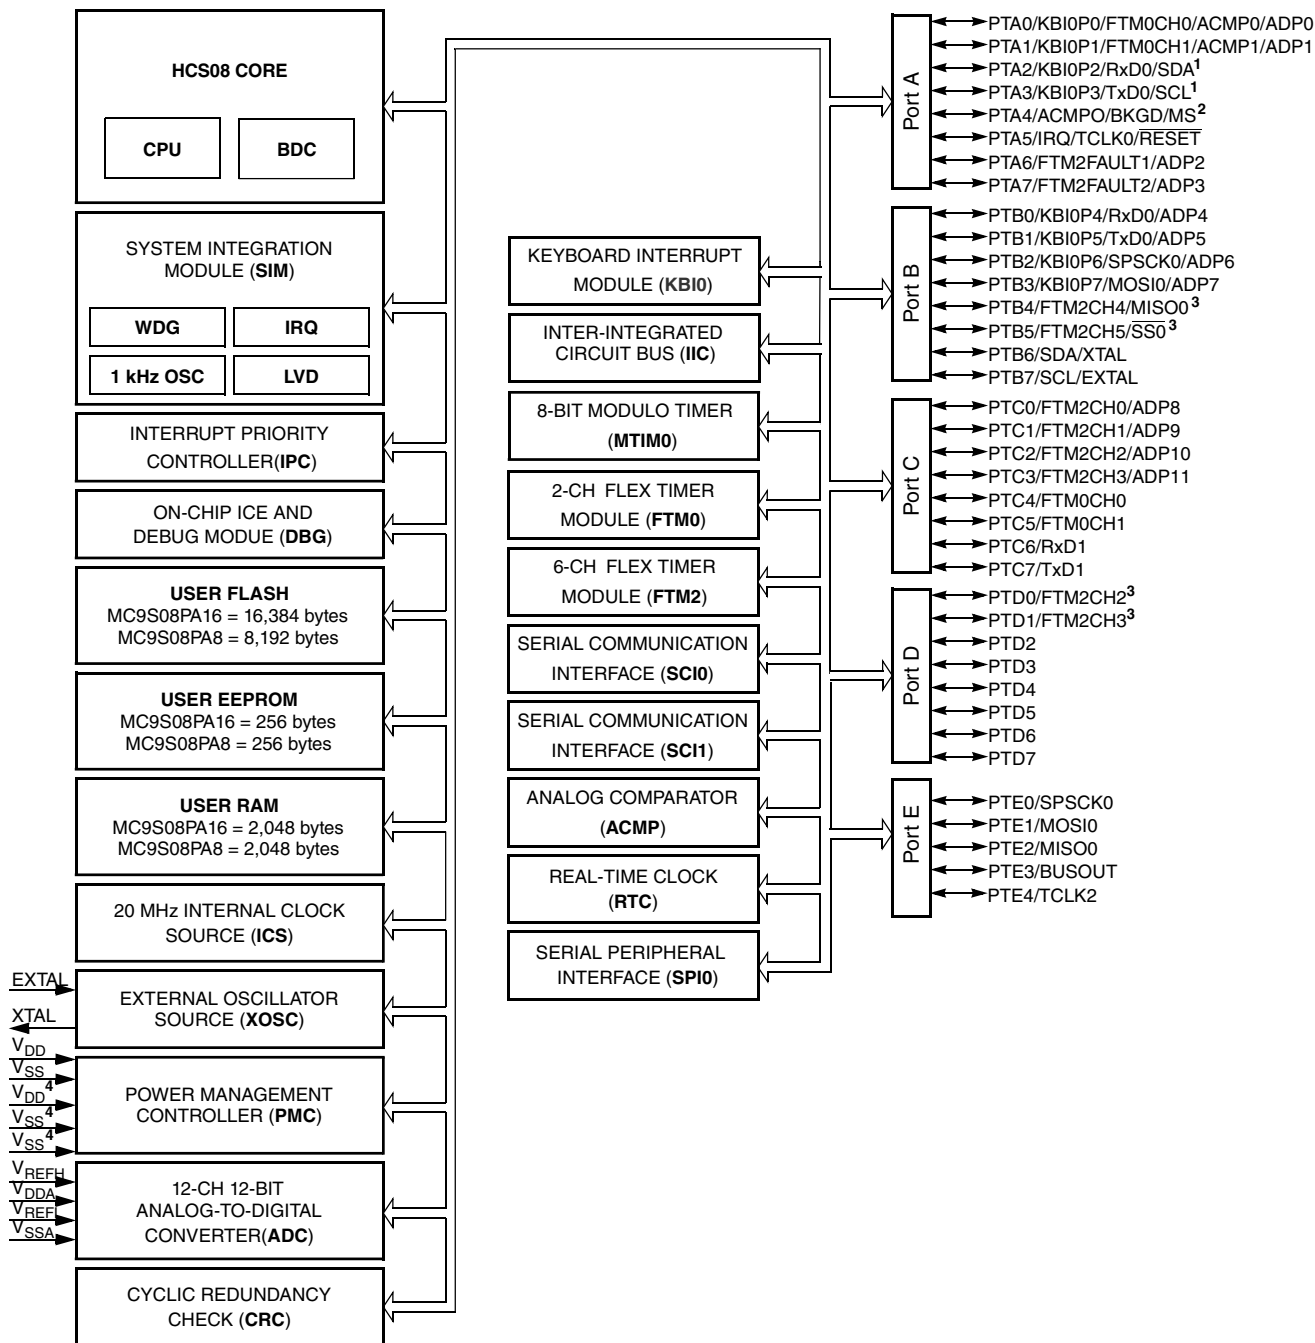 HCS08 CORE
CPU
BDC
SYSTEM INTEGRATION
MODULE (SIM)
WDG
IRQ
1 kHz OSC
LVD
INTERRUPT PRIORITY
CONTROLLER(IPC)
ON-CHIP ICE AND
DEBUG MODUE (DBG)
USER FLASH
MC9S08PA16 = 16,384 bytes
MC9S08PA8 = 8,192 bytes
USER EEPROM
MC9S08PA16 = 256 bytes
MC9S08PA8 = 256 bytes
USER RAM
MC9S08PA16 = 2,048 bytes
MC9S08PA8 = 2,048 bytes
20 MHz INTERNAL CLOCK
SOURCE (ICS)
EXTAL
XTAL
EXTERNAL OSCILLATOR
SOURCE (XOSC)
VDD
VSS
VDD4
VSS4
VSS4
POWER MANAGEMENT
CONTROLLER (PMC)
VREFH
VDDA
VREFL
VSSA
12-CH 12-BIT
ANALOG-TO-DIGITAL
CONVERTER(ADC)
CYCLIC REDUNDANCY
CHECK (CRC)
KEYBOARD INTERRUPT
MODULE (KBI0)
INTER-INTEGRATED
CIRCUIT BUS (IIC)
8-BIT MODULO TIMER
(MTIM0)
2-CH FLEX TIMER
MODULE (FTM0)
6-CH FLEX TIMER
MODULE (FTM2)
SERIAL COMMUNICATION
INTERFACE (SCI0)
SERIAL COMMUNICATION
INTERFACE (SCI1)
ANALOG COMPARATOR
(ACMP)
REAL-TIME CLOCK
(RTC)
SERIAL PERIPHERAL
INTERFACE (SPI0)
Port A
PTA0/KBI0P0/FTM0CH0/ACMP0/ADP0
PTA1/KBI0P1/FTM0CH1/ACMP1/ADP1
PTA2/KBI0P2/RxD0/SDA1
PTA3/KBI0P3/TxD0/SCL1
PTA4/ACMPO/BKGD/MS2
PTA5/IRQ/TCLK0/RESET
PTA6/FTM2FAULT1/ADP2
PTA7/FTM2FAULT2/ADP3
Port B
PTB0/KBI0P4/RxD0/ADP4
PTB1/KBI0P5/TxD0/ADP5
PTB2/KBI0P6/SPSCK0/ADP6
PTB3/KBI0P7/MOSI0/ADP7
PTB4/FTM2CH4/MISO0 3
PTB5/FTM2CH5/SS0 3
PTB6/SDA/XTAL
PTB7/SCL/EXTAL
Port C
PTC0/FTM2CH0/ADP8
PTC1/FTM2CH1/ADP9
PTC2/FTM2CH2/ADP10
PTC3/FTM2CH3/ADP11
PTC4/FTM0CH0
PTC5/FTM0CH1
PTC6/RxD1
PTC7/TxD1
Port D
PTD0/FTM2CH2 3
PTD1/FTM2CH3 3
PTD2
PTD3
PTD4
PTD5
PTD6
PTD7
Port E
PTE0/SPSCK0
PTE1/MOSI0
PTE2/MISO0
PTE3/BUSOUT
PTE4/TCLK2